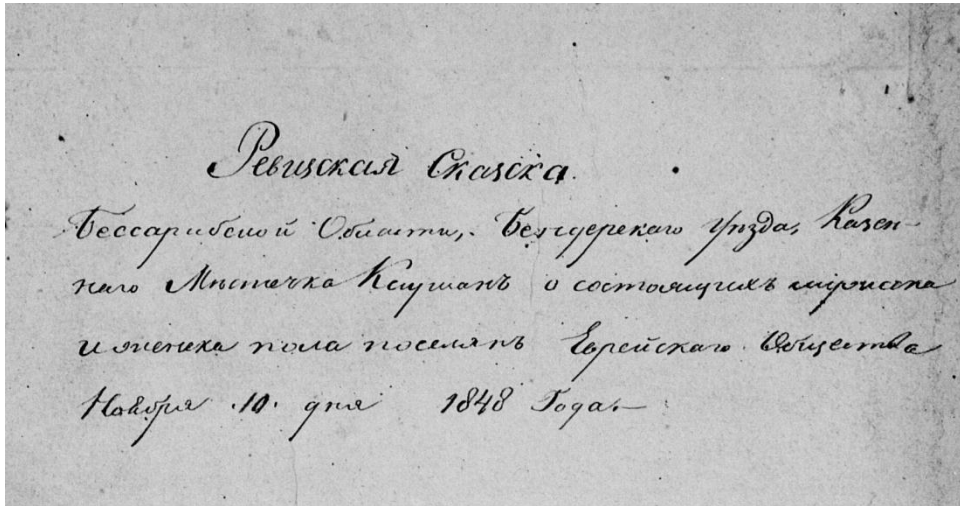 Ревизская Сказска.
Бессарабской Области, Бендерскаго Уезда, Казен-
наго Мѣстечка Каушанъ о состоящихъ мужеска
и женска пола поселянъ Еврейскаго Общества
Ноября 10. дня 1848 Года.—